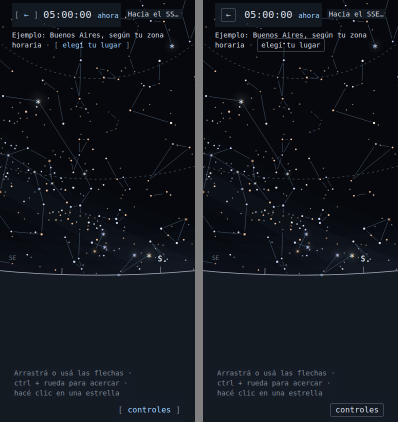 [ ← ] 05:00:00 ahora Hacia el SS…
Ejemplo: Buenos Aires, según tu zona
horaria · [ elegí tu lugar ]
SE
S
Arrastrá o usá las flechas ·
ctrl + rueda para acercar ·
hacé clic en una estrella
[ controles ]
← 05:00:00 ahora Hacia el SSE…
Ejemplo: Buenos Aires, según tu zona
horaria · elegí tu lugar
SE
S
Arrastrá o usá las flechas ·
ctrl + rueda para acercar ·
hacé clic en una estrella
controles